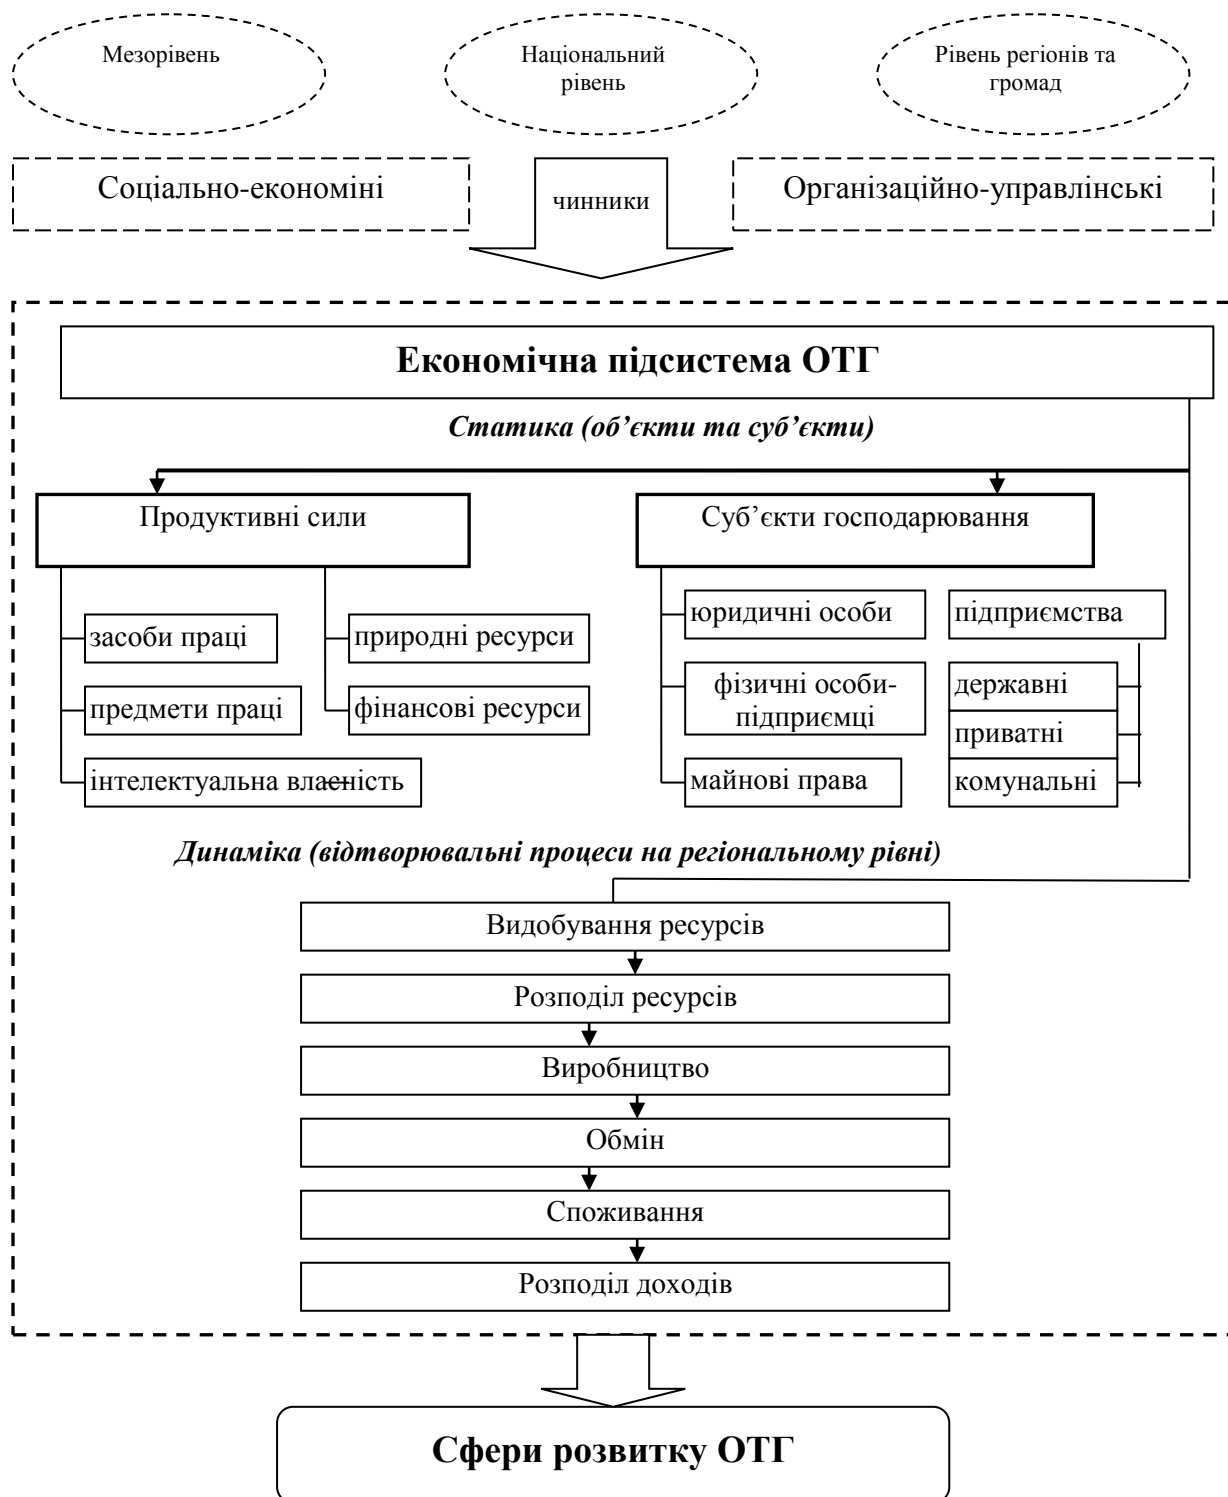 Мезорівень
Національний
рівень
Рівень регіонів та
громад
Соціально-економіні
чинники
Організаційно-управлінські
Економічна підсистема ОТГ
Статика (об’єкти та суб’єкти)
Продуктивні сили
Суб’єкти господарювання
засоби праці
природні ресурси
предмети праці
фінансові ресурси
інтелектуальна власність
юридичні особи
підприємства
фізичні особи-
підприємці
державні
приватні
майнові права
комунальні
Динаміка (відтворювальні процеси на регіональному рівні)
Видобування ресурсів
Розподіл ресурсів
Виробництво
Обмін
Споживання
Розподіл доходів
Сфери розвитку ОТГ